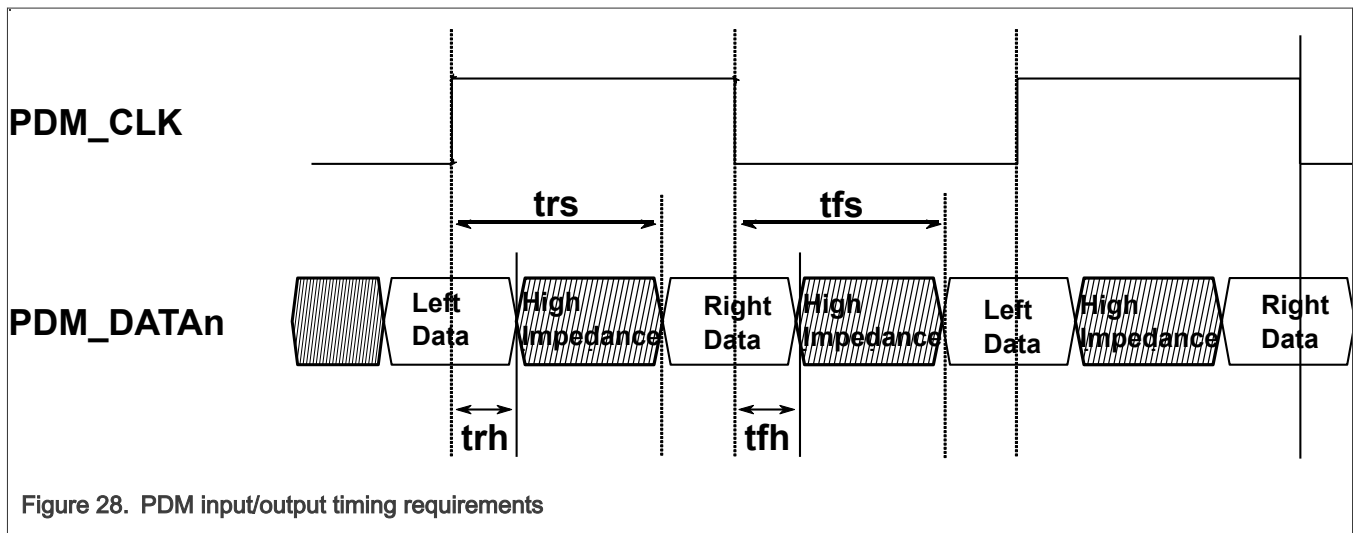 PDM_CLK
trs
tfs
PDM_DATAn
Left
Data
High
Impedance
Right
Data
High
Impedance
Left
Data
High
Impedance
Right
Data
trh
tfh
Figure 28. PDM input/output timing requirements